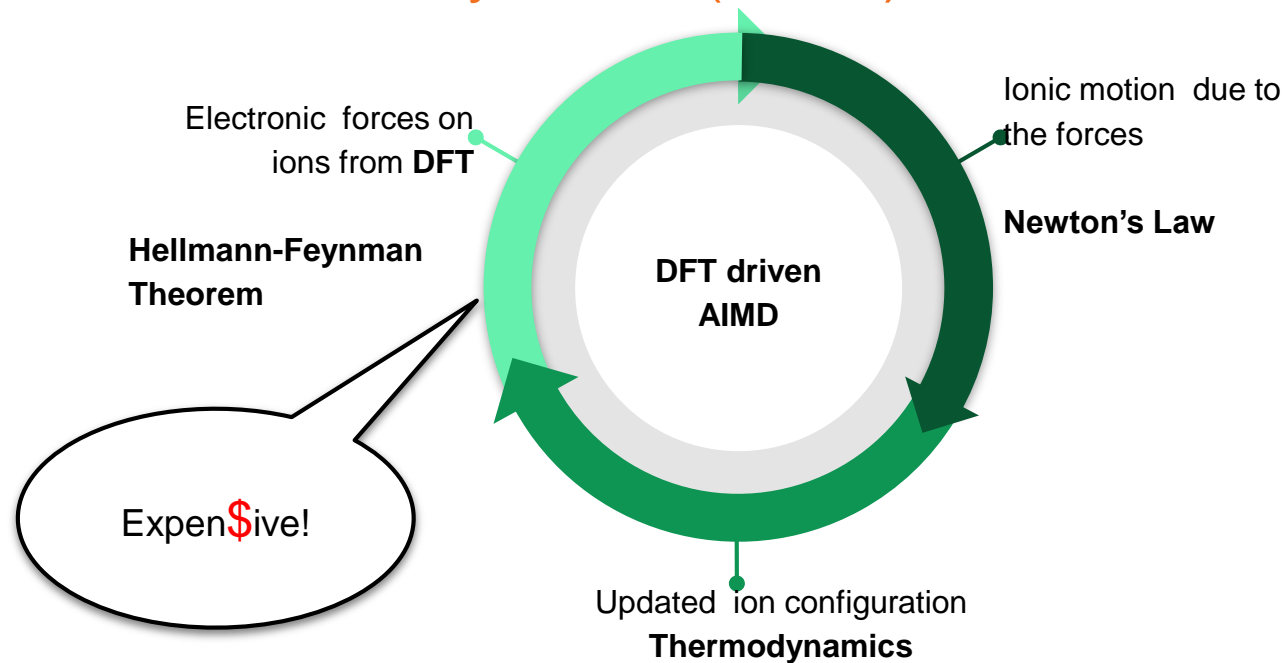 Electronic forces on
ions from DFT
Hellmann-Feynman
Theorem
Expen$ive!
DFT driven
AIMD
Ionic motion due to
the forces
Newton's Law
Updated ion configuration
Thermodynamics